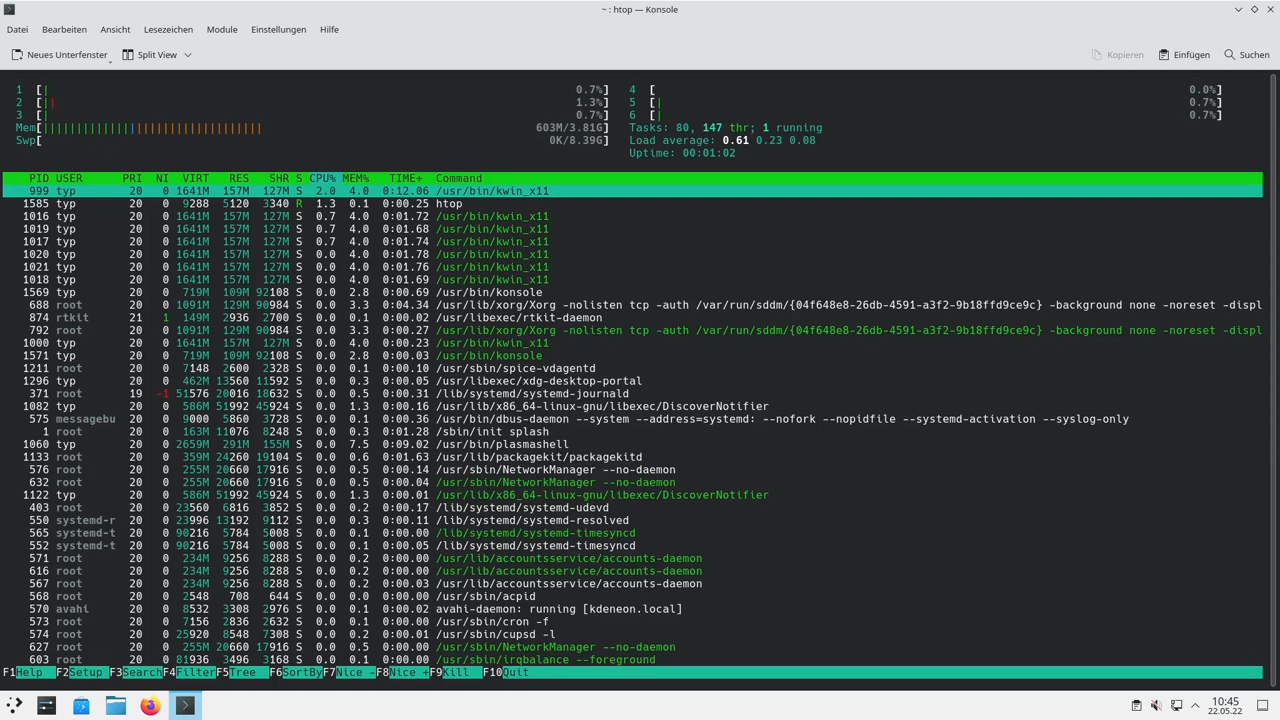 ~ : htop — Konsole
Datei Bearbeiten Ansicht Lesezeichen Module Einstellungen Hilfe
Neues Unterfenster Split View Kopieren Einfügen Suchen
1 [| 0.7%] 4 [ 0.0%]
2 [|| 1.3%] 5 [| 0.7%]
3 [| 0.7%] 6 [| 0.7%]
Mem[||||||||||||||||||||||||||||||||| 603M/3.81G] Tasks: 80, 147 thr; 1 running
Swp[ 0K/8.39G] Load average: 0.61 0.23 0.08
Uptime: 00:01:02
PID USER PRI NI VIRT RES SHR S CPU% MEM% TIME+ Command
999 typ 20 0 1641M 157M 127M S 2.0 4.0 0:12.06 /usr/bin/kwin_x11
1585 typ 20 0 9288 5120 3340 R 1.3 0.1 0:00.25 htop
1016 typ 20 0 1641M 157M 127M S 0.7 4.0 0:01.72 /usr/bin/kwin_x11
1019 typ 20 0 1641M 157M 127M S 0.7 4.0 0:01.68 /usr/bin/kwin_x11
1017 typ 20 0 1641M 157M 127M S 0.7 4.0 0:01.74 /usr/bin/kwin_x11
1020 typ 20 0 1641M 157M 127M S 0.0 4.0 0:01.78 /usr/bin/kwin_x11
1021 typ 20 0 1641M 157M 127M S 0.0 4.0 0:01.76 /usr/bin/kwin_x11
1018 typ 20 0 1641M 157M 127M S 0.0 4.0 0:01.69 /usr/bin/kwin_x11
1569 typ 20 0 719M 109M 92108 S 0.0 2.8 0:00.69 /usr/bin/konsole
688 root 20 0 1091M 129M 90984 S 0.0 3.3 0:04.34 /usr/lib/xorg/Xorg -nolisten tcp -auth /var/run/sddm/{04f648e8-26db-4591-a3f2-9b18ffd9ce9c} -background none -noreset -displ
874 rtkit 21 1 149M 2936 2700 S 0.0 0.1 0:00.00 /usr/libexec/rtkit-daemon
792 root 20 0 1091M 129M 90984 S 0.0 3.3 0:00.27 /usr/lib/xorg/Xorg -nolisten tcp -auth /var/run/sddm/{04f648e8-26db-4591-a3f2-9b18ffd9ce9c} -background none -noreset -displ
1000 typ 20 0 1641M 157M 127M S 0.0 4.0 0:00.23 /usr/bin/kwin_x11
1571 typ 20 0 719M 109M 92108 S 0.0 2.8 0:00.03 /usr/bin/konsole
1211 root 20 0 7148 2600 2328 S 0.0 0.1 0:00.10 /usr/sbin/spice-vdagentd
1296 typ 20 0 462M 13560 11592 S 0.0 0.3 0:00.05 /usr/libexec/xdg-desktop-portal
371 root 19 -1 51576 20016 18632 S 0.0 0.5 0:00.31 /lib/systemd/systemd-journald
1082 typ 20 0 586M 51992 45924 S 0.0 1.3 0:00.16 /usr/lib/x86_64-linux-gnu/libexec/DiscoverNotifier
575 messagebu 20 0 9000 5860 3728 S 0.0 0.1 0:00.36 /usr/bin/dbus-daemon --system --address=systemd: --nofork --nopidfile --systemd-activation --syslog-only
1 root 20 0 163M 11076 8248 S 0.0 0.3 0:01.28 /sbin/init splash
1060 typ 20 0 2659M 291M 155M S 0.0 7.5 0:09.02 /usr/bin/plasmashell
1133 root 20 0 359M 24260 19104 S 0.0 0.6 0:01.63 /usr/lib/packagekit/packagekitd
576 root 20 0 255M 20660 17916 S 0.0 0.5 0:00.14 /usr/sbin/NetworkManager --no-daemon
632 root 20 0 255M 20660 17916 S 0.0 0.5 0:00.04 /usr/sbin/NetworkManager --no-daemon
1122 typ 20 0 586M 51992 45924 S 0.0 1.3 0:00.01 /usr/lib/x86_64-linux-gnu/libexec/DiscoverNotifier
403 root 20 0 23560 6816 3852 S 0.0 0.2 0:00.17 /lib/systemd/systemd-udevd
550 systemd-r 20 0 23996 13192 9112 S 0.0 0.3 0:00.11 /lib/systemd/systemd-resolved
565 systemd-t 20 0 90216 5784 5008 S 0.0 0.1 0:00.00 /lib/systemd/systemd-timesyncd
552 systemd-t 20 0 90216 5784 5008 S 0.0 0.1 0:00.05 /lib/systemd/systemd-timesyncd
571 root 20 0 234M 9256 8288 S 0.0 0.2 0:00.00 /usr/lib/accountsservice/accounts-daemon
616 root 20 0 234M 9256 8288 S 0.0 0.2 0:00.00 /usr/lib/accountsservice/accounts-daemon
567 root 20 0 234M 9256 8288 S 0.0 0.2 0:00.03 /usr/lib/accountsservice/accounts-daemon
568 root 20 0 2548 708 644 S 0.0 0.0 0:00.00 /usr/sbin/acpid
570 avahi 20 0 8532 3308 2976 S 0.0 0.1 0:00.02 avahi-daemon: running [kdeneon.local]
573 root 20 0 7156 2836 2632 S 0.0 0.1 0:00.00 /usr/sbin/cron -f
574 root 20 0 25920 8548 7308 S 0.0 0.2 0:00.01 /usr/sbin/cupsd -l
627 root 20 0 255M 20660 17916 S 0.0 0.5 0:00.00 /usr/sbin/NetworkManager --no-daemon
603 root 20 0 81936 3496 3168 S 0.0 0.1 0:00.00 /usr/sbin/irqbalance --foreground
F1Help F2Setup F3SearchF4FilterF5Tree F6SortByF7Nice -F8Nice +F9Kill F10Quit
10:45
22.05.22